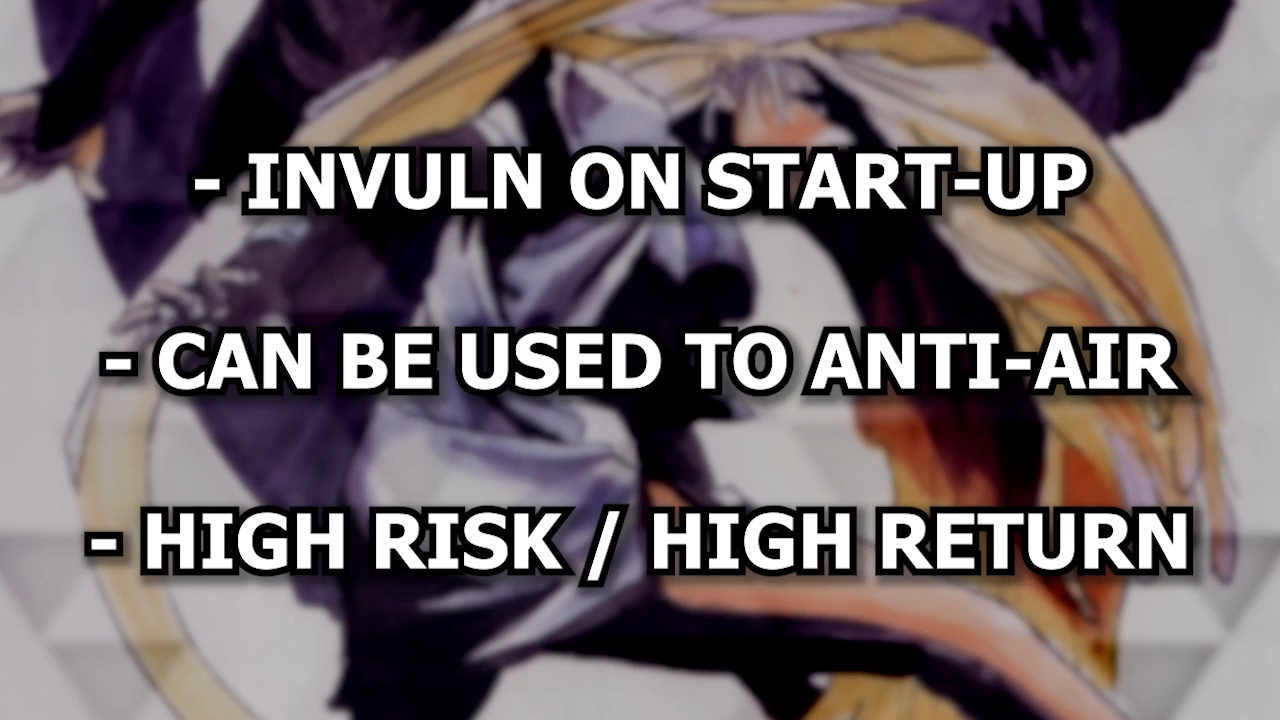 - INVULN ON START-UP
- CAN BE USED TO ANTI-AIR
- HIGH RISK / HIGH RETURN